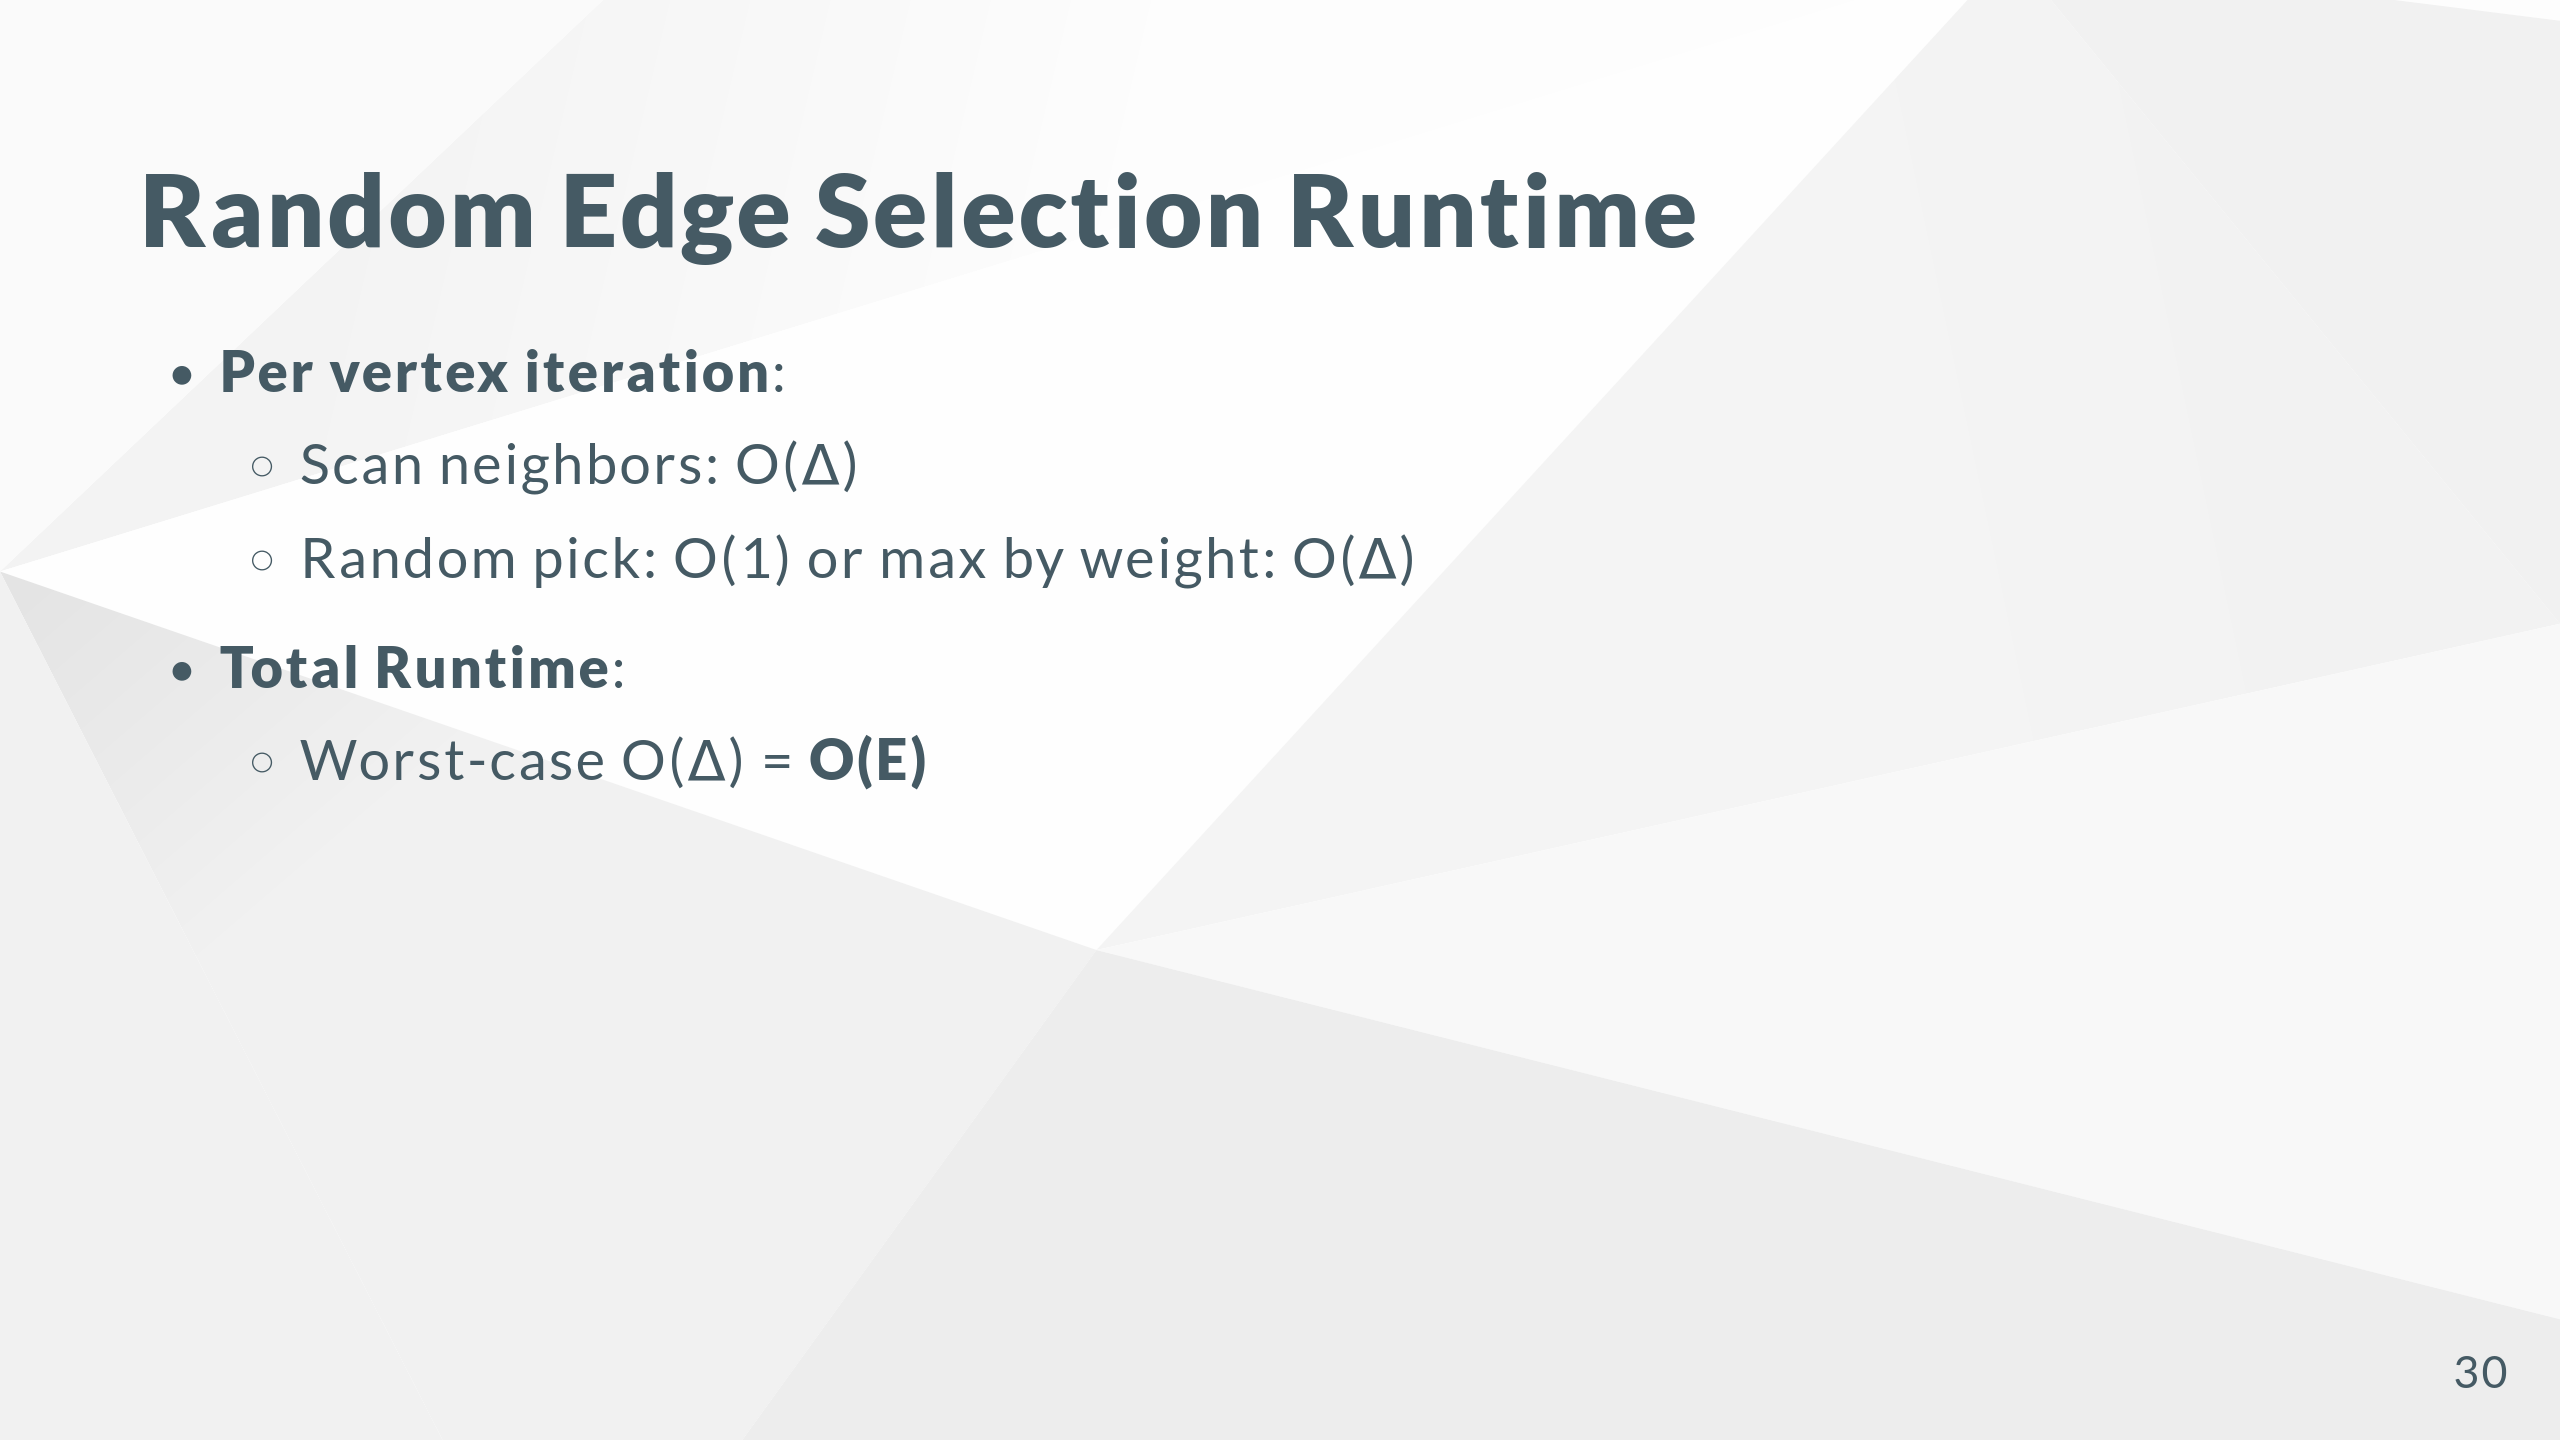 Random Edge Selection Runtime
• Per vertex iteration:
○ Scan neighbors: O(Δ)
○ Random pick: O(1) or max by weight: O(Δ)
• Total Runtime:
○ Worst-case O(Δ) = O(E)
30